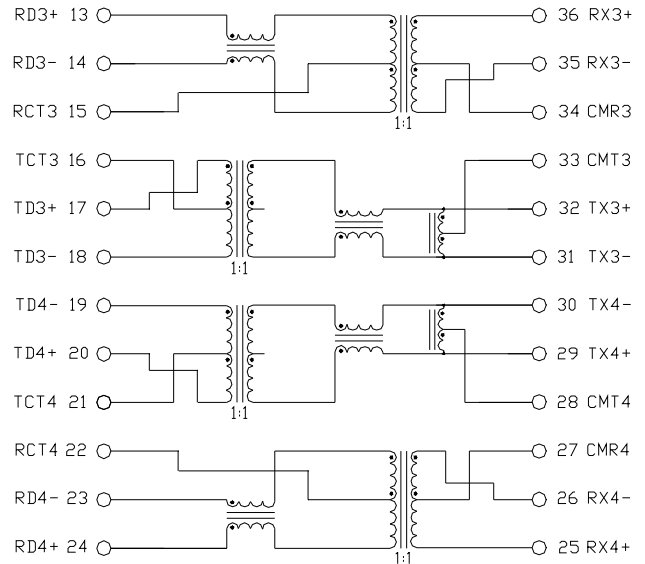 RD3+ 13 36 RX3+
RD3- 14 35 RX3-
RCT3 15 34 CMR3
1:1
TCT3 16 33 CMT3
TD3+ 17 32 TX3+
TD3- 18 31 TX3-
1:1
TD4- 19 30 TX4-
TD4+ 20 29 TX4+
TCT4 21 28 CMT4
1:1
RCT4 22 27 CMR4
RD4- 23 26 RX4-
RD4+ 24 25 RX4+
1:1